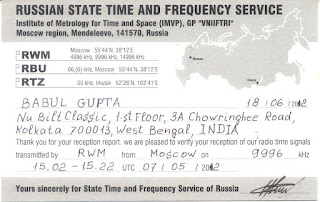 RUSSIAN STATE TIME AND FREQUENCY SERVICE
Institute of Metrology for Time and Space (IMVP), GP "VNIIFTRI"
Moscow region, Mendeleevo, 141570, Russia
RWM Moscow 55°44'N, 38°12'E
4996 kHz, 9996 kHz, 14996 kHz
RBU 66,(6) kHz, Moscow 55°44'N, 38°12'E
RTZ 50 kHz, Irkutsk 52°26'N, 103°41'E
BABUL GUPTA 18 06 2012
Na Bill Classic, 1-st Floor, 3A Chowringhee Road,
Kolkata 700013, West Bengal, INDIA
Thank you for your reception report. we are pleased to verify of your reception of our radio time signals
transmitted by RWM from Moscow on 9996 kHz
15.02 - 15.22 UTC 07 / 05 / 2012
Yours sincerely for State Time and Frequency Service of Russia